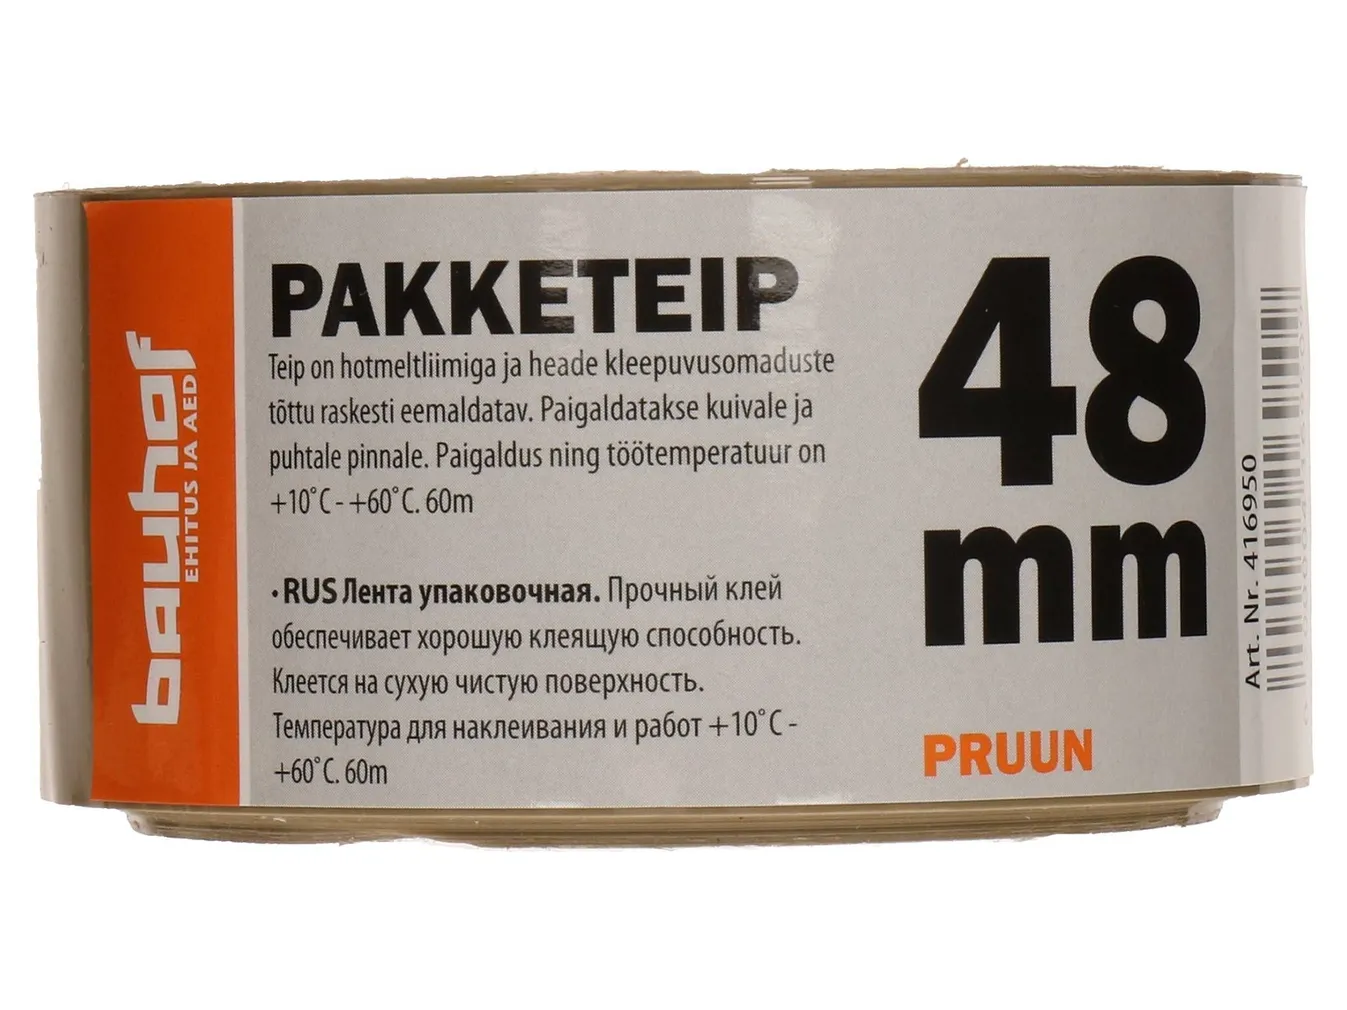 bauhof
EHITUS JA AED
PAKKETEIP
Teip on hotmeltliimiga ja heade kleepuvusomaduste
tõttu raskesti eemaldatav. Paigaldatakse kuivale ja
puhtale pinnale. Paigaldus ning töötemperatuur on
+10˚C - +60˚C. 60m
• RUS Лента упаковочная. Прочный клей
обеспечивает хорошую клеящую способность.
Клеется на сухую чистую поверхность.
Температура для наклеивания и работ +10˚C -
+60˚C. 60m
48
mm
PRUUN
Art. Nr. 416950